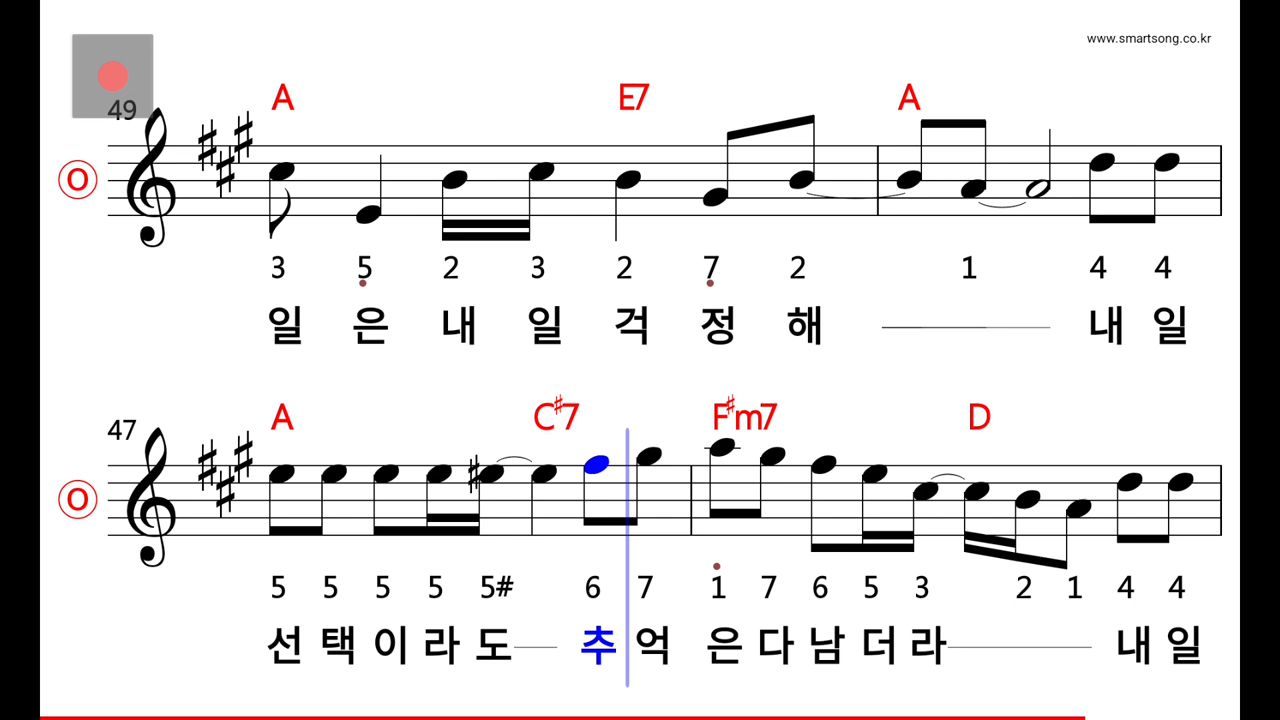 www.smartsong.co.kr
49
A E7 A
O
3 5 2 3 2 7 2 1 4 4
일 은 내 일 걱 정 해 내 일
A C#7 F#m7 D
47
O
5 5 5 5 5# 6 7 1 7 6 5 3 2 1 4 4
선 택 이 라 도 추 억 은 다 남 더 라 내 일